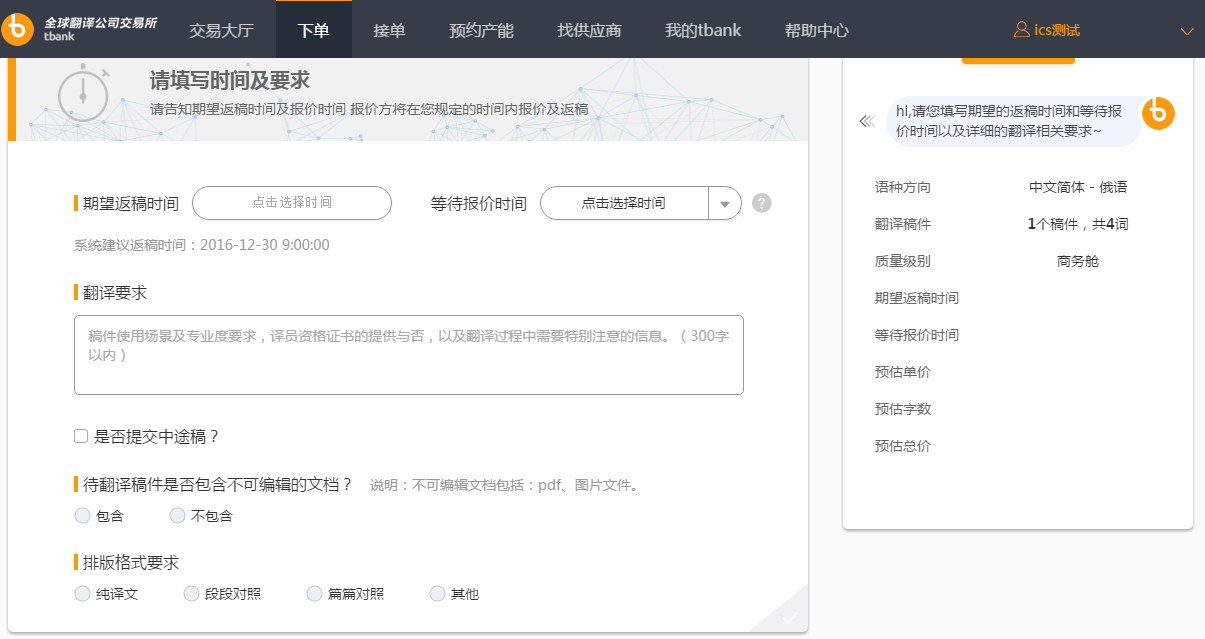 全球翻译公司交易所
tbank
交易大厅 下单 接单 预约产能 找供应商 我的tbank 帮助中心 ics测试
请填写时间及要求
请告知期望返稿时间及报价时间 报价方将在您规定的时间内报价及返稿
期望返稿时间 点击选择时间 等待报价时间 点击选择时间 ?
系统建议返稿时间：2016-12-30 9:00:00
翻译要求
稿件使用场景及专业度要求，译员资格证书的提供与否，以及翻译过程中需要特别注意的信息。（300字
以内）
是否提交中途稿？
待翻译稿件是否包含不可编辑的文档？ 说明：不可编辑文档包括：pdf、图片文件。
包含 不包含
排版格式要求
纯译文 段段对照 篇篇对照 其他
hi,请您填写期望的返稿时间和等待报
价时间以及详细的翻译相关要求~
语种方向 中文简体 - 俄语
翻译稿件 1个稿件，共4词
质量级别 商务舱
期望返稿时间
等待报价时间
预估单价
预估字数
预估总价